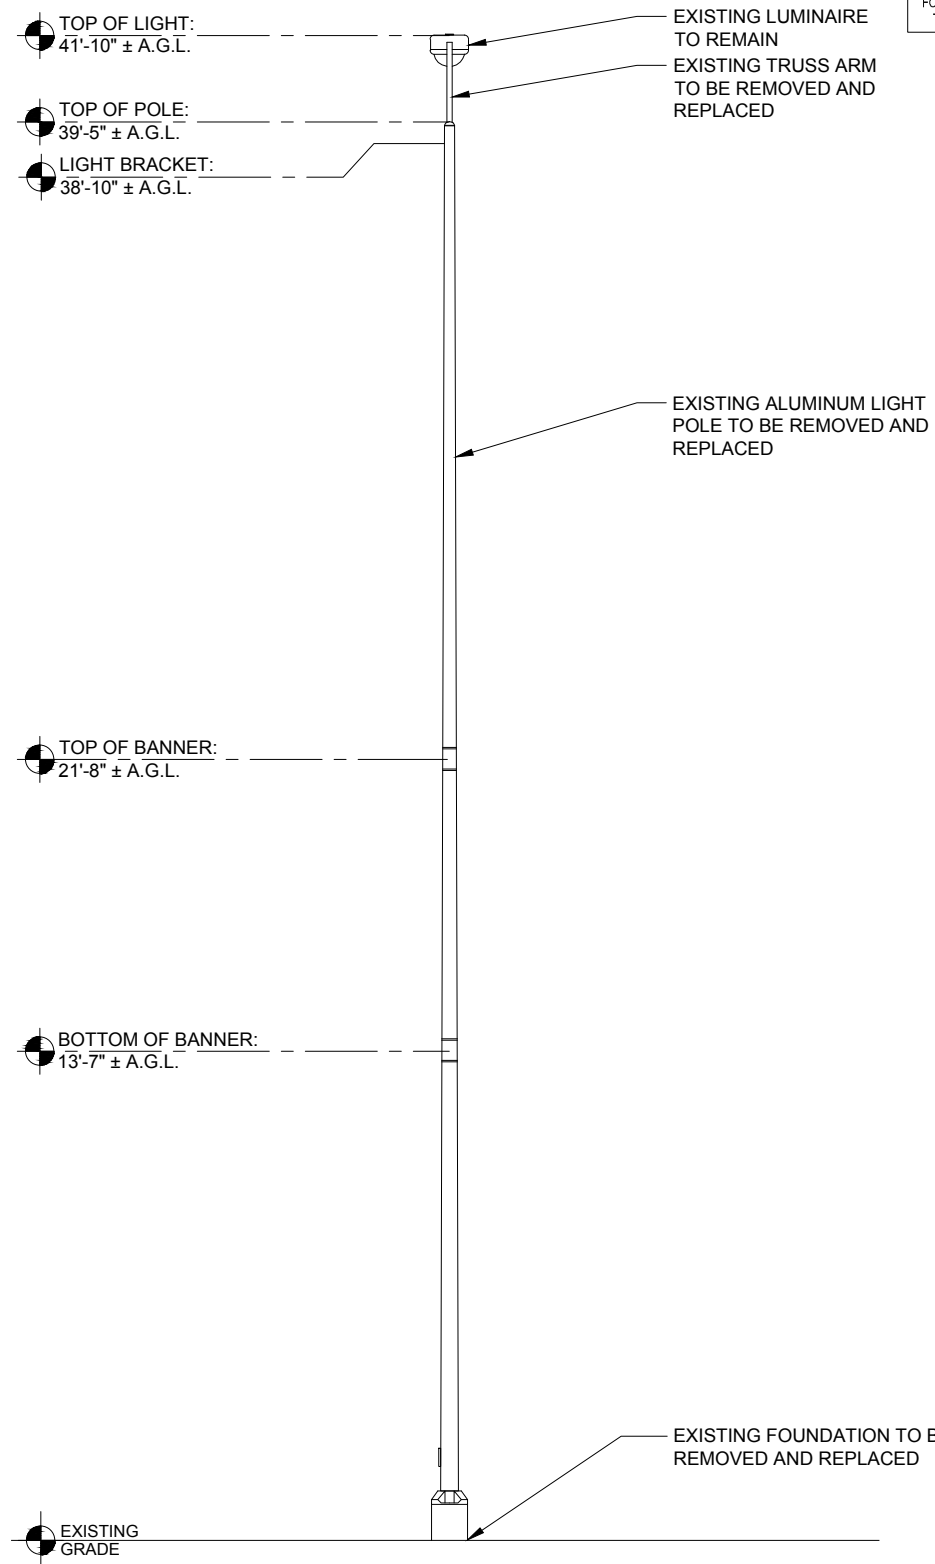 TOP OF LIGHT:
41'-10" ± A.G.L.
TOP OF POLE:
39'-5" ± A.G.L.
LIGHT BRACKET:
38'-10" ± A.G.L.
EXISTING LUMINAIRE
TO REMAIN
EXISTING TRUSS ARM
TO BE REMOVED AND
REPLACED
EXISTING ALUMINUM LIGHT
POLE TO BE REMOVED AND
REPLACED
TOP OF BANNER:
21'-8" ± A.G.L.
BOTTOM OF BANNER:
13'-7" ± A.G.L.
EXISTING FOUNDATION TO
REMOVED AND REPLACED
EXISTING
GRADE